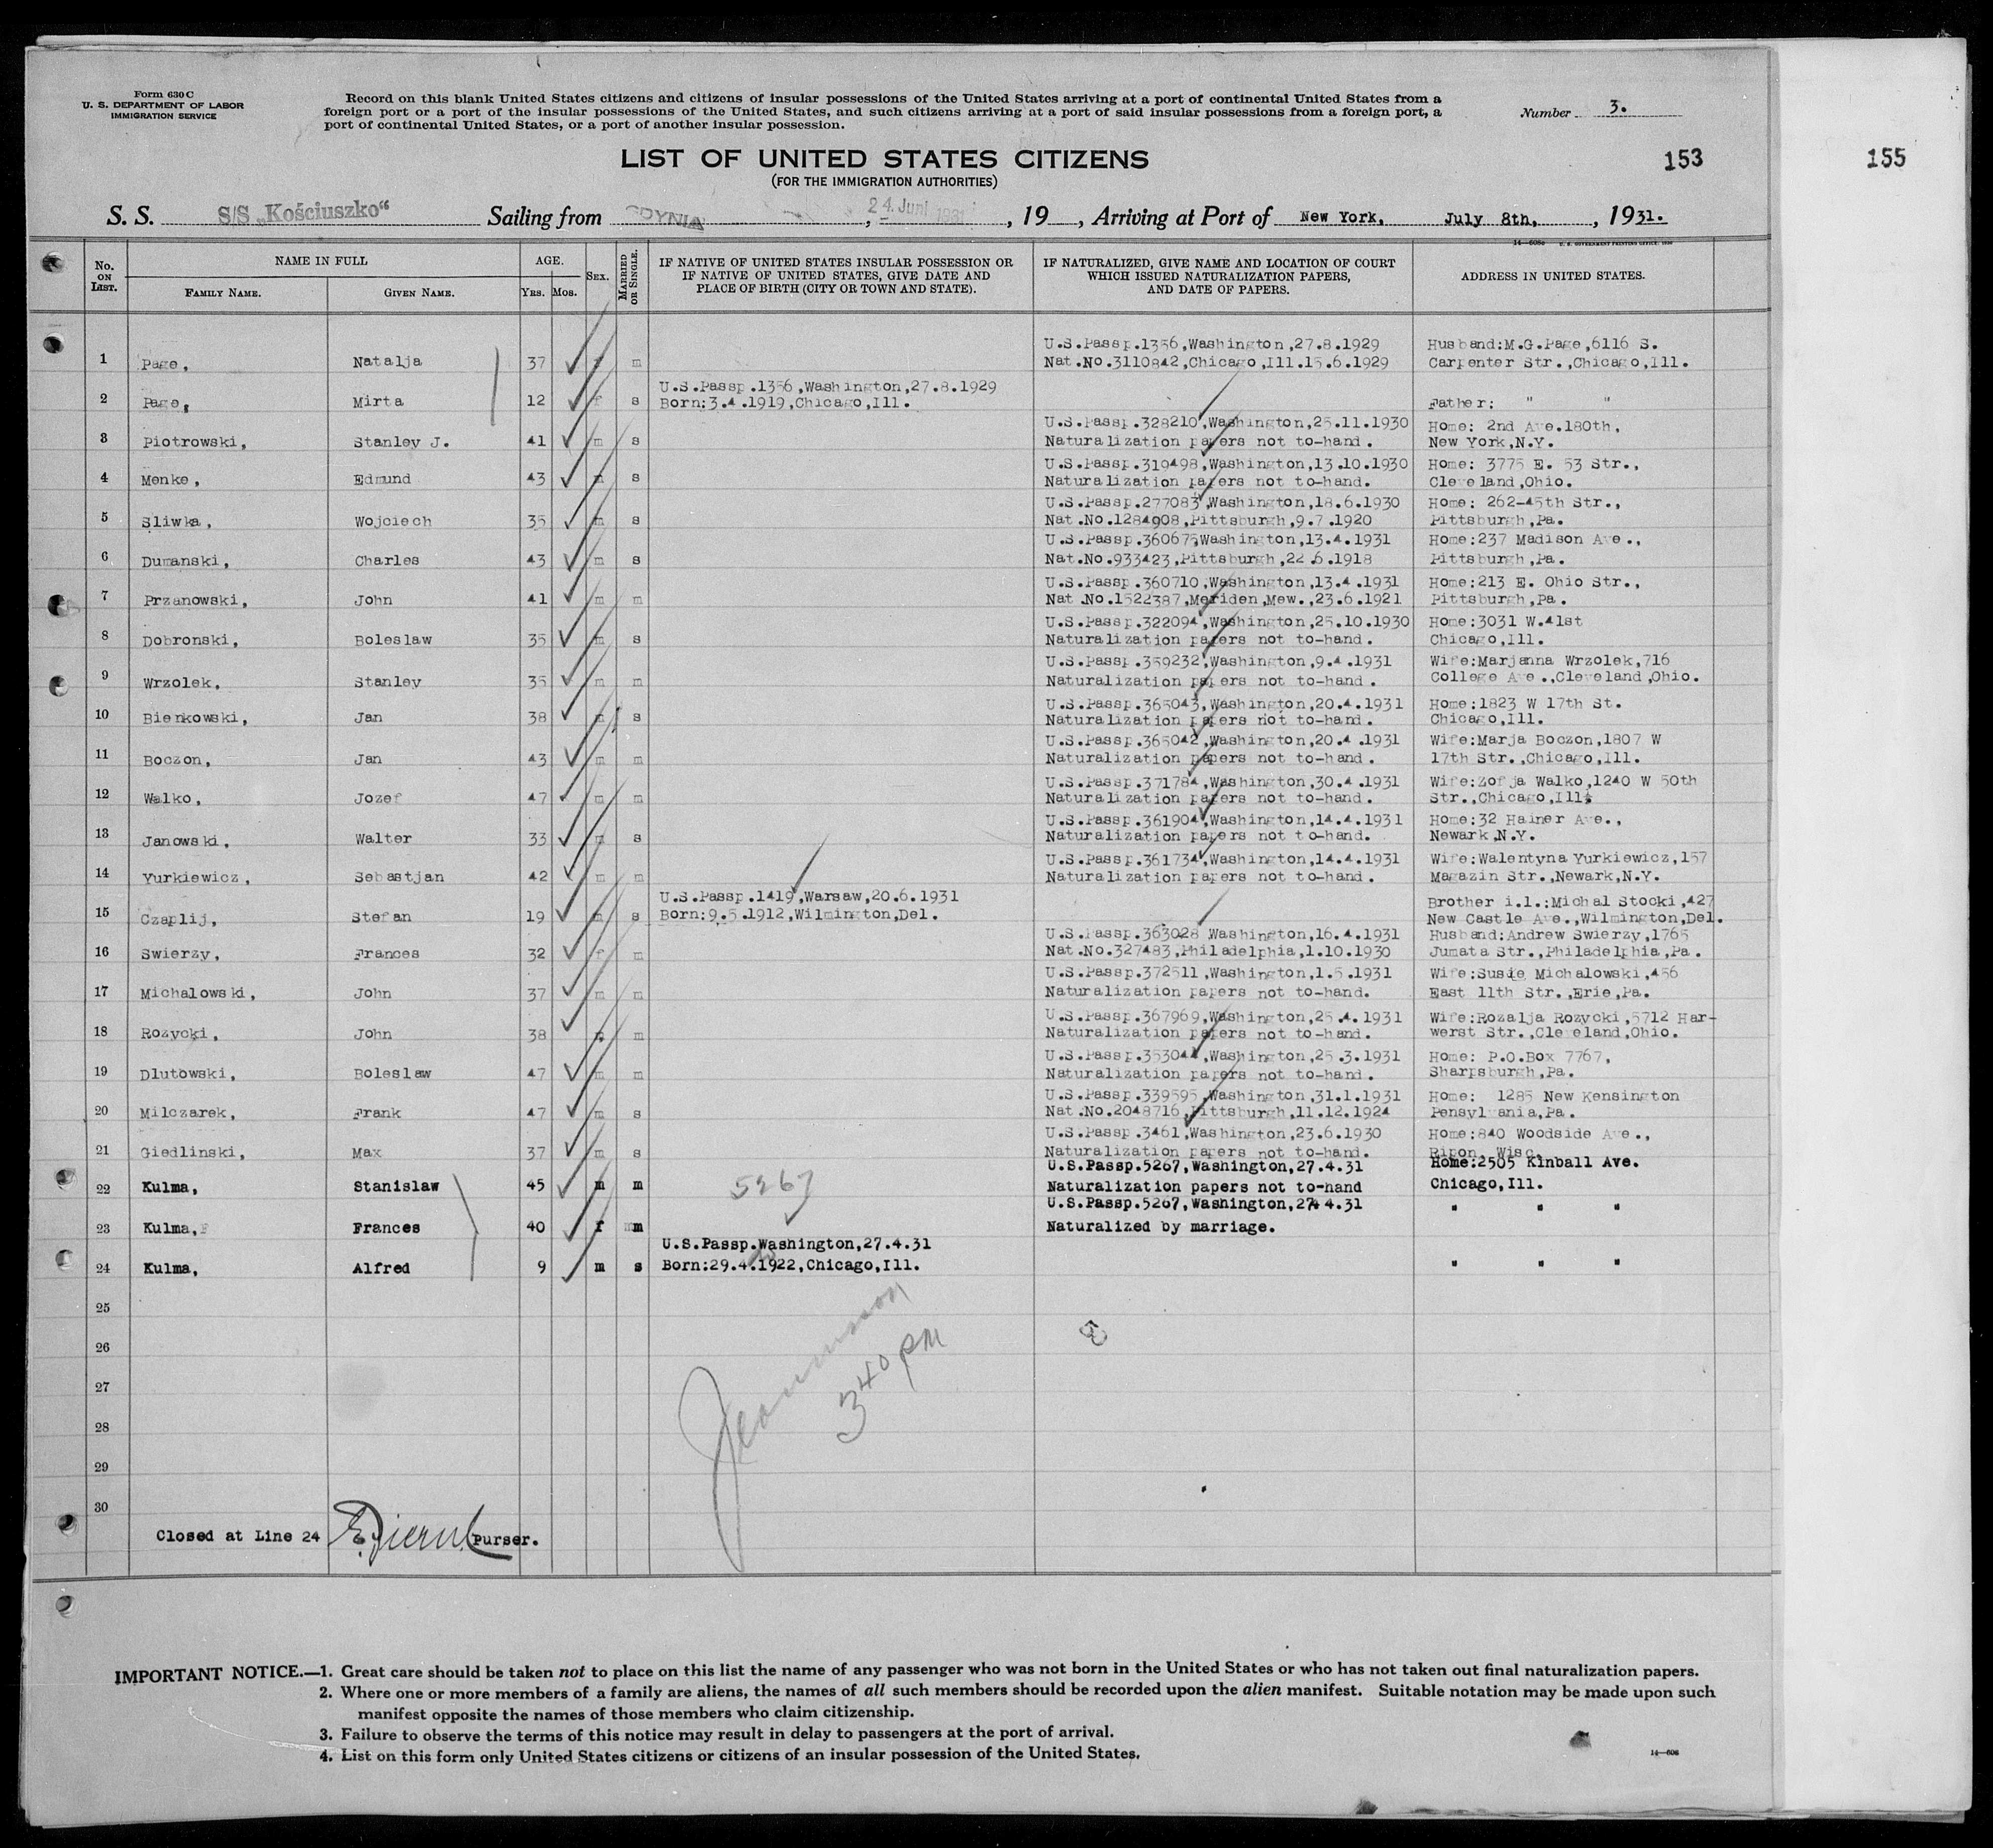 Form 630 C
U. S. DEPARTMENT OF LABOR
IMMIGRATION SERVICE
Record on this blank United States citizens and citizens of insular possessions of the United States arriving at a port of continental United States from a
foreign port or a port of the insular possessions of the United States, and such citizens arriving at a port of said insular possessions from a foreign port, a
port of continental United States, or a port of another insular possession.
Number 3.
LIST OF UNITED STATES CITIZENS
(FOR THE IMMIGRATION AUTHORITIES)
153
155
S. S. S/S „Kościuszko“ Sailing from GDYNIA, 24. Juni 1931, 19 , Arriving at Port of New York, July 8th, , 1931.
No. ON LIST.
NAME IN FULL
FAMILY NAME.
GIVEN NAME.
AGE.
YRS. MOS.
SEX.
MARRIED OR SINGLE.
IF NATIVE OF UNITED STATES INSULAR POSSESSION OR
IF NATIVE OF UNITED STATES, GIVE DATE AND
PLACE OF BIRTH (CITY OR TOWN AND STATE).
IF NATURALIZED, GIVE NAME AND LOCATION OF COURT
WHICH ISSUED NATURALIZATION PAPERS,
AND DATE OF PAPERS.
ADDRESS IN UNITED STATES.
U.S.Passp.1356,Washington,27.8.1929 Husband:M.G.Page,6116 S.
1 Page, Natalja 37 f m Nat.No.3110842,Chicago,Ill.15.6.1929 Carpenter Str.,Chicago,Ill.
U.S.Passp.1356,Washington,27.8.1929
2 Page, Mirta 12 f s Born:3.4.1919,Chicago,Ill. Father: " "
U.S.Passp.328210,Washington,25.11.1930 Home: 2nd Ave.180th,
3 Piotrowski, Stanley J. 41 m s Naturalization papers not to-hand. New York,N.Y.
U.S.Passp.319498,Washington,13.10.1930 Home: 3775 E. 53 Str.,
4 Menke, Edmund 43 m s Naturalization papers not to-hand. Cleveland,Ohio.
U.S.Passp.277083,Washington,18.6.1930 Home: 262-45th Str.,
5 Sliwka, Wojciech 35 m s Nat.No.1284908,Pittsburgh,9.7.1920 Pittsburgh,Pa.
U.S.Passp.360675,Washington,13.4.1931 Home:237 Madison Ave.,
6 Dumanski, Charles 43 m s Nat.No.933423,Pittsburgh,22.6.1918 Pittsburgh,Pa.
U.S.Passp.360710,Washington,13.4.1931 Home:213 E. Ohio Str.,
7 Przanowski, John 41 m m Nat.No.1522387,Meriden,Mew.,23.6.1921 Pittsburgh,Pa.
U.S.Passp.322094,Washington,25.10.1930 Home:3031 W.41st
8 Dobronski, Boleslaw 35 m s Naturalization papers not to-hand. Chicago,Ill.
U.S.Passp.359232,Washington,9.4.1931 Wife:Marjanna Wrzolek,716
9 Wrzolek, Stanley 35 m m Naturalization papers not to-hand. College Ave.,Cleveland,Ohio.
U.S.Passp.365043,Washington,20.4.1931 Home:1823 W 17th St.
10 Bienkowski, Jan 38 m s Naturalization papers not to-hand. Chicago,Ill.
U.S.Passp.365042,Washington,20.4.1931 Wife:Marja Boczon,1807 W
11 Boczon, Jan 43 m m Naturalization papers not to-hand. 17th Str.,Chicago,Ill.
U.S.Passp.371784,Washington,30.4.1931 Wife:Zofja Walko,1240 W 50th
12 Walko, Jozef 47 m m Naturalization papers not to-hand. Str.,Chicago,Ill.
U.S.Passp.361904,Washington,14.4.1931 Home:32 Hainer Ave.,
13 Janowski, Walter 33 m s Naturalization papers not to-hand. Newark,N.Y.
U.S.Passp.361734,Washington,14.4.1931 Wife:Walentyna Yurkiewicz,157
14 Yurkiewicz, Sebastjan 42 m m Naturalization papers not to-hand. Magazin Str.,Newark,N.Y.
U.S.Passp.1419,Warsaw,20.6.1931 Brother i.l.:Michal Stocki,427
15 Czaplij, Stefan 19 m s Born:9.5.1912,Wilmington,Del. New Castle Ave.,Wilmington,Del.
U.S.Passp.363028 Washington,16.4.1931 Husband:Andrew Swierzy,1765
16 Swierzy, Frances 32 f m Nat.No.327483,Philadelphia,1.10.1930 Jumata Str.,Philadelphia,Pa.
U.S.Passp.372511,Washington,1.5.1931 Wife:Susie Michalowski,456
17 Michalowski, John 37 m m Naturalization papers not to-hand. East 11th Str.,Erie,Pa.
U.S.Passp.367969,Washington,25.4.1931 Wife:Rozalja Rozycki,5712 Har-
18 Rozycki, John 38 m m Naturalization papers not to-hand. werst Str.,Cleveland,Ohio.
U.S.Passp.353044,Washington,25.3.1931 Home: P.O.Box 7767,
19 Dlutowski, Boleslaw 47 m m Naturalization papers not to-hand. Sharpsburgh,Pa.
U.S.Passp.339595,Washington,31.1.1931 Home: 1285 New Kensington
20 Milczarek, Frank 47 m s Nat.No.2048716,Pittsburgh,11.12.1924 Pensylvania,Pa.
U.S.Passp.3461,Washington,23.6.1930 Home:840 Woodside Ave.,
21 Giedlinski, Max 37 m s Naturalization papers not to-hand. Ripon, Wisc.
U.S.Passp.5267,Washington,27.4.31 Home:2505 Kinball Ave.
22 Kulma, Stanislaw 45 m m 5267 Naturalization papers not to-hand Chicago,Ill.
U.S.Passp.5267,Washington,27.4.31
23 Kulma, Frances 40 f m Naturalized by marriage. " " "
U.S.Passp.Washington,27.4.31
24 Kulma, Alfred 9 m s Born:29.4.1922,Chicago,Ill. " " "
25
26
27
28
29
30
3 40 PM
Closed at Line 24 Purser.
IMPORTANT NOTICE.—1. Great care should be taken not to place on this list the name of any passenger who was not born in the United States or who has not taken out final naturalization papers.
2. Where one or more members of a family are aliens, the names of all such members should be recorded upon the alien manifest. Suitable notation may be made upon such
manifest opposite the names of those members who claim citizenship.
3. Failure to observe the terms of this notice may result in delay to passengers at the port of arrival.
4. List on this form only United States citizens or citizens of an insular possession of the United States.
14—608